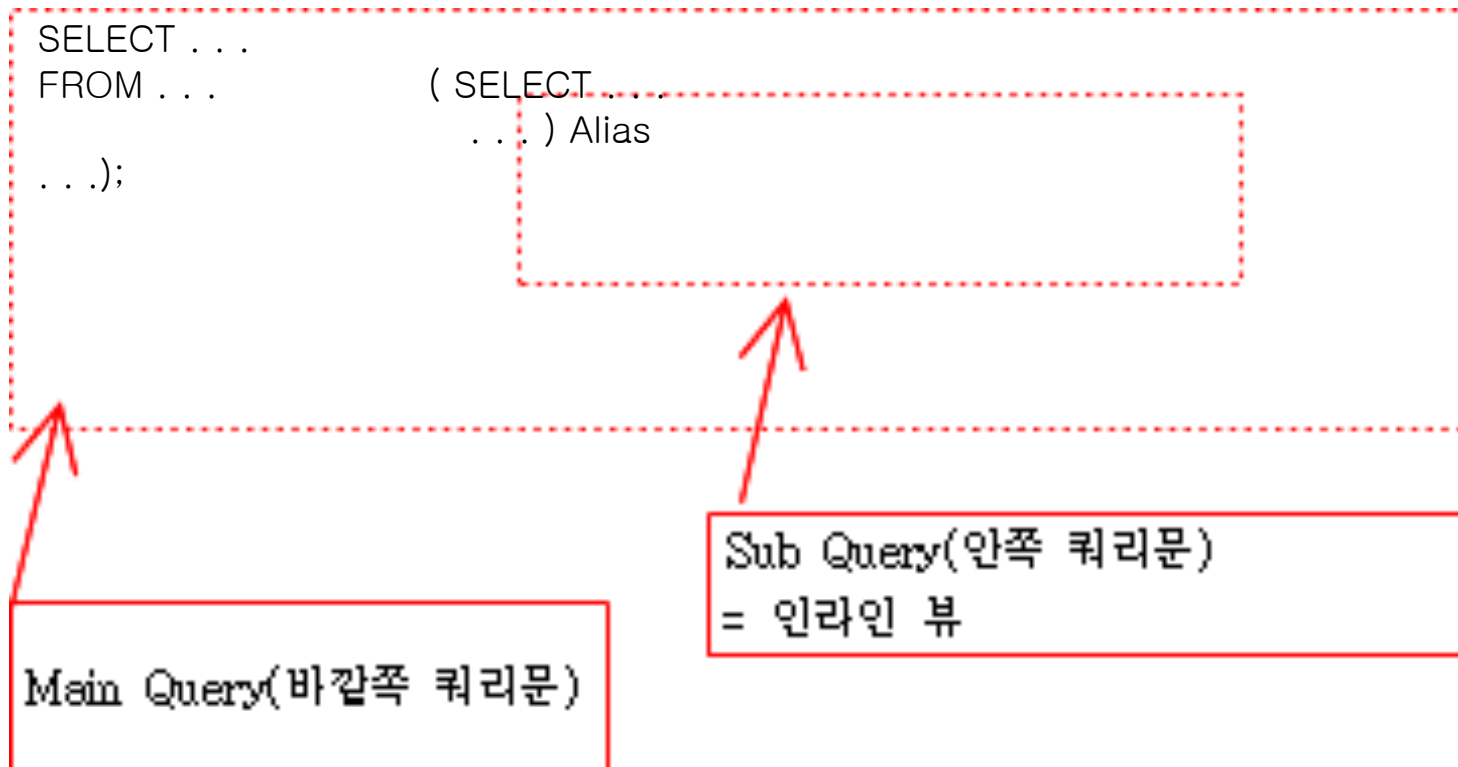 SELECT . . .
FROM . . . ( SELECT . . .
. . . ) Alias
. . .);
Sub Query(안쪽 쿼리문)
= 인라인 뷰
Main Query(바깥쪽 쿼리문)